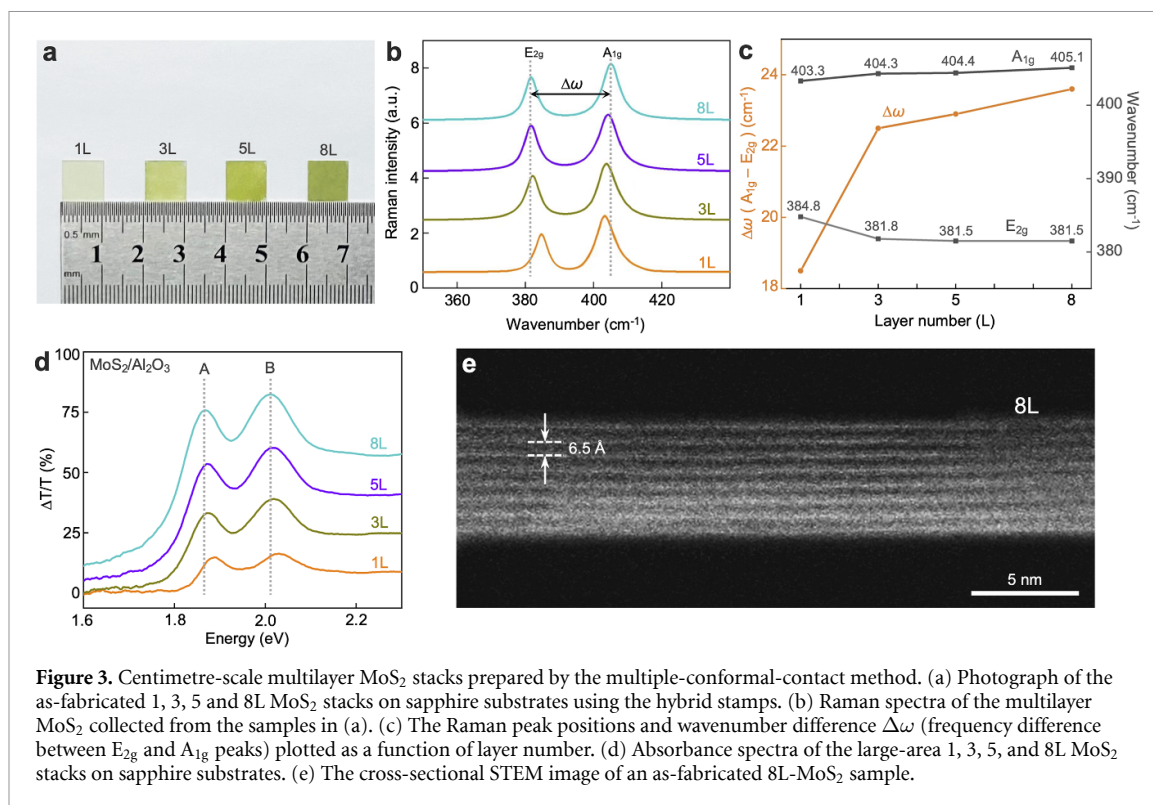 a
1L 3L 5L 8L
0.5 mm
1 2 3 4 5 6 7
mm
b
E2g A1g
Δω
8L
5L
3L
1L
8
6
4
2
0
Raman intensity (a.u.)
360 380 400 420
Wavenumber (cm-1)
c
403.3 404.3 404.4 405.1
A1g
Δω
384.8 381.8 381.5 381.5
E2g
24
22
20
18
Δω ( A1g – E2g ) (cm-1)
400
390
380
Wavenumber (cm-1)
1 3 5 8
Layer number (L)
d
MoS2/Al2O3
A B
8L
5L
3L
1L
100
75
50
25
0
ΔT/T (%)
1.6 1.8 2.0 2.2
Energy (eV)
e
8L
6.5 Å
5 nm
Figure 3. Centimetre-scale multilayer MoS2 stacks prepared by the multiple-conformal-contact method. (a) Photograph of the
as-fabricated 1, 3, 5 and 8L MoS2 stacks on sapphire substrates using the hybrid stamps. (b) Raman spectra of the multilayer
MoS2 collected from the samples in (a). (c) The Raman peak positions and wavenumber difference Δω (frequency difference
between E2g and A1g peaks) plotted as a function of layer number. (d) Absorbance spectra of the large-area 1, 3, 5, and 8L MoS2
stacks on sapphire substrates. (e) The cross-sectional STEM image of an as-fabricated 8L-MoS2 sample.